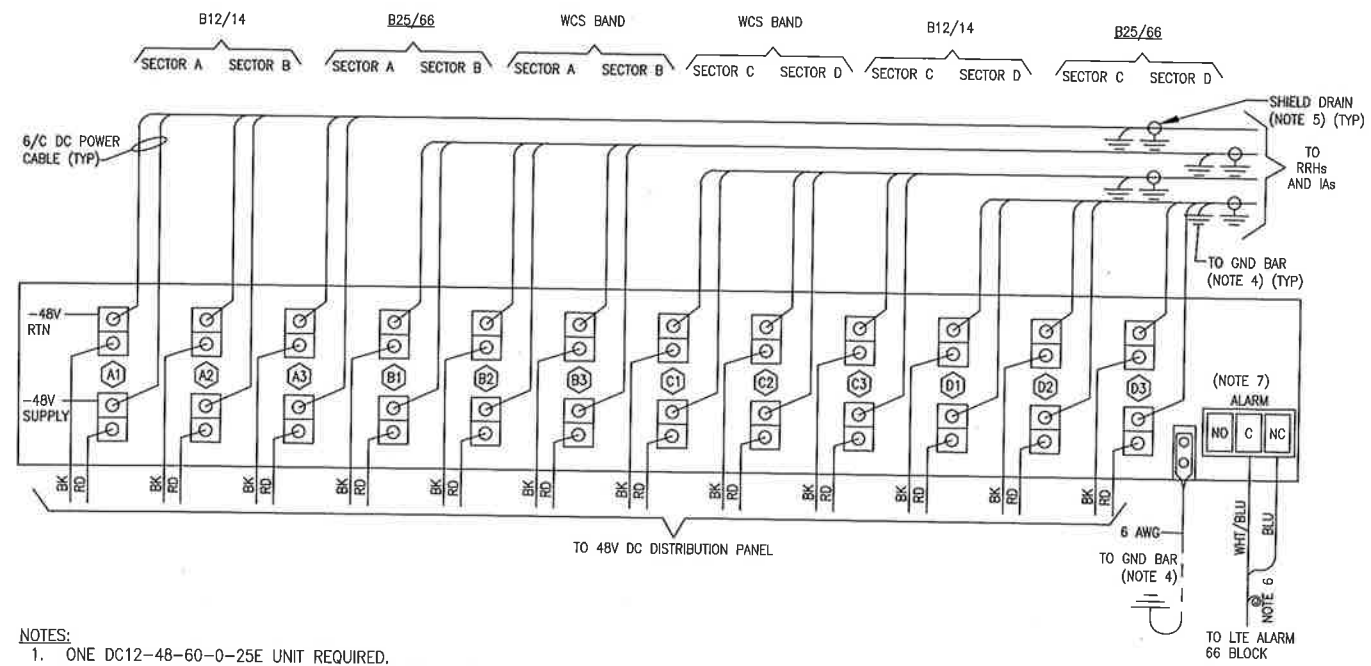 B12/14 B25/66 WCS BAND WCS BAND B12/14 B25/66
SECTOR A SECTOR B SECTOR A SECTOR B SECTOR A SECTOR B SECTOR C SECTOR D SECTOR C SECTOR D SECTOR C SECTOR D
SHIELD DRAIN
(NOTE 5) (TYP)
6/C DC POWER
CABLE (TYP)
TO
RRHs
AND IAs
TO GND BAR
(NOTE 4) (TYP)
-48V
RTN
A1 A2 A3 B1 B2 B3 C1 C2 C3 D1 D2 D3
-48V
SUPPLY
(NOTE 7)
ALARM
NO C NC
BK RD BK RD BK RD BK RD BK RD BK RD BK RD BK RD BK RD BK RD BK RD BK RD
TO 48V DC DISTRIBUTION PANEL
6 AWG
TO GND BAR
(NOTE 4)
WHT/BLU
BLU
NOTE 6
TO LTE ALARM
66 BLOCK
NOTES:
1. ONE DC12-48-60-0-25E UNIT REQUIRED.